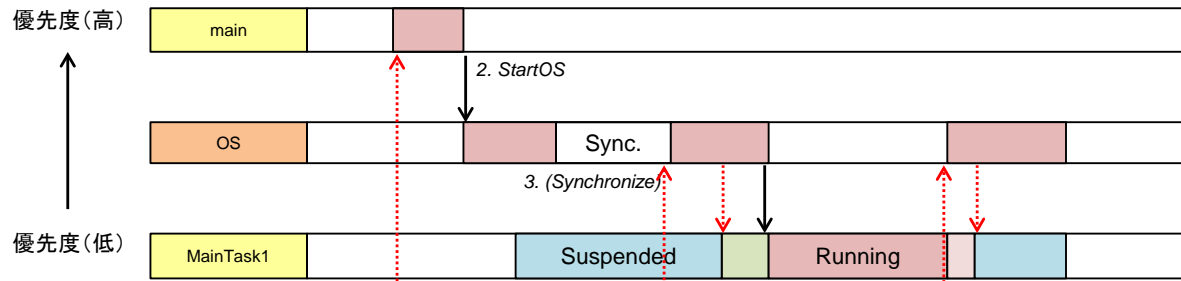 優先度(高)
main
2. StartOS
OS
Sync.
3. (Synchronize)
優先度(低)
MainTask1
Suspended
Running